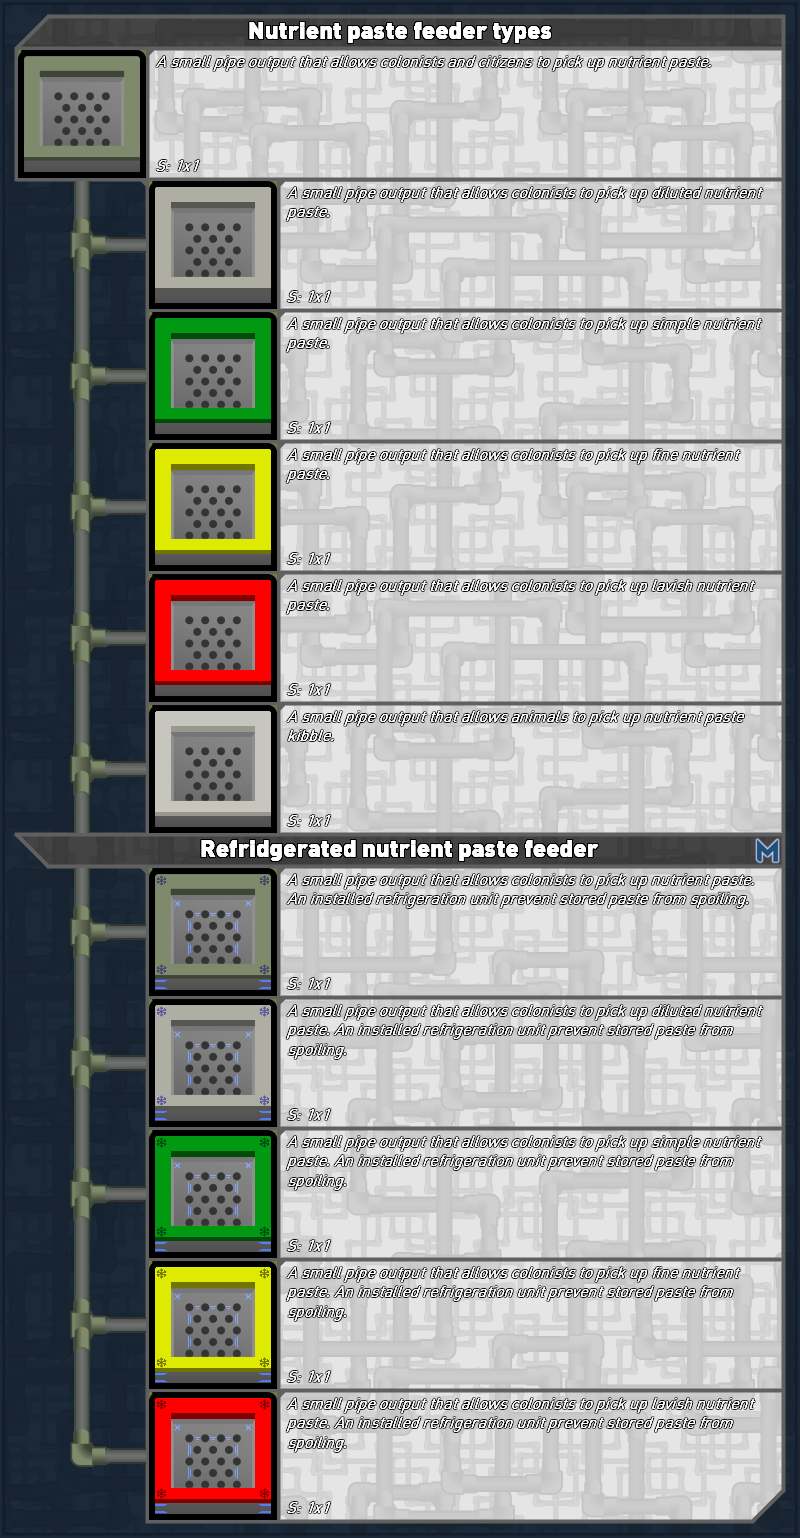 Nutrient paste feeder types
A small pipe output that allows colonists and citizens to pick up nutrient paste.
S: 1x1
A small pipe output that allows colonists to pick up diluted nutrient
paste.
S: 1x1
A small pipe output that allows colonists to pick up simple nutrient
paste.
S: 1x1
A small pipe output that allows colonists to pick up fine nutrient
paste.
S: 1x1
A small pipe output that allows colonists to pick up lavish nutrient
paste.
S: 1x1
A small pipe output that allows animals to pick up nutrient paste
kibble.
S: 1x1
Refridgerated nutrient paste feeder
M
A small pipe output that allows colonists to pick up nutrient paste.
An installed refrigeration unit prevent stored paste from spoiling.
S: 1x1
A small pipe output that allows colonists to pick up diluted nutrient
paste. An installed refrigeration unit prevent stored paste from
spoiling.
S: 1x1
A small pipe output that allows colonists to pick up simple nutrient
paste. An installed refrigeration unit prevent stored paste from
spoiling.
S: 1x1
A small pipe output that allows colonists to pick up fine nutrient
paste. An installed refrigeration unit prevent stored paste from
spoiling.
S: 1x1
A small pipe output that allows colonists to pick up lavish nutrient
paste. An installed refrigeration unit prevent stored paste from
spoiling.
S: 1x1